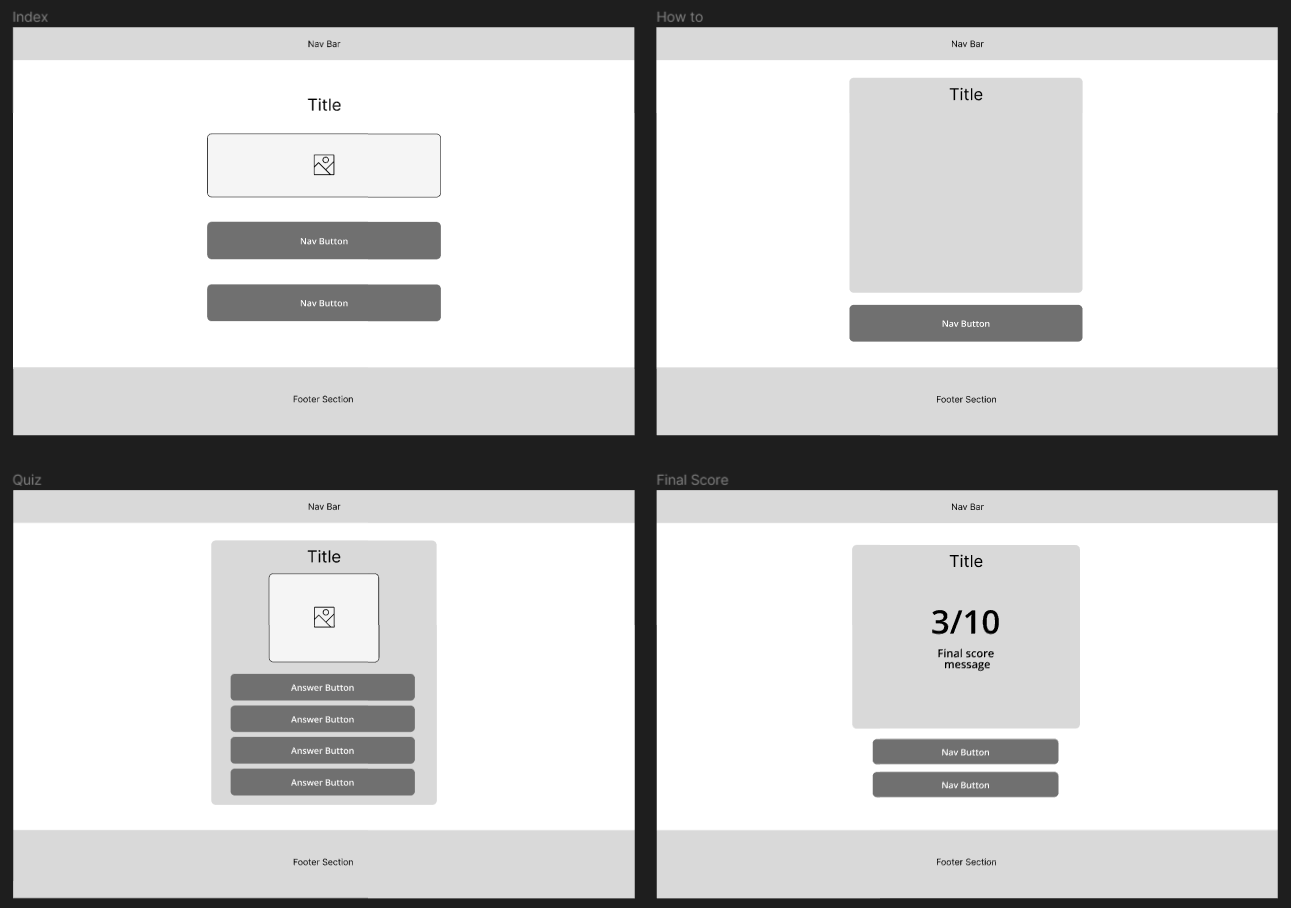 Index
Nav Bar
Title
Nav Button
Nav Button
Footer Section
How to
Nav Bar
Title
Nav Button
Footer Section
Quiz
Nav Bar
Title
Answer Button
Answer Button
Answer Button
Answer Button
Footer Section
Final Score
Nav Bar
Title
3/10
Final score
message
Nav Button
Nav Button
Footer Section